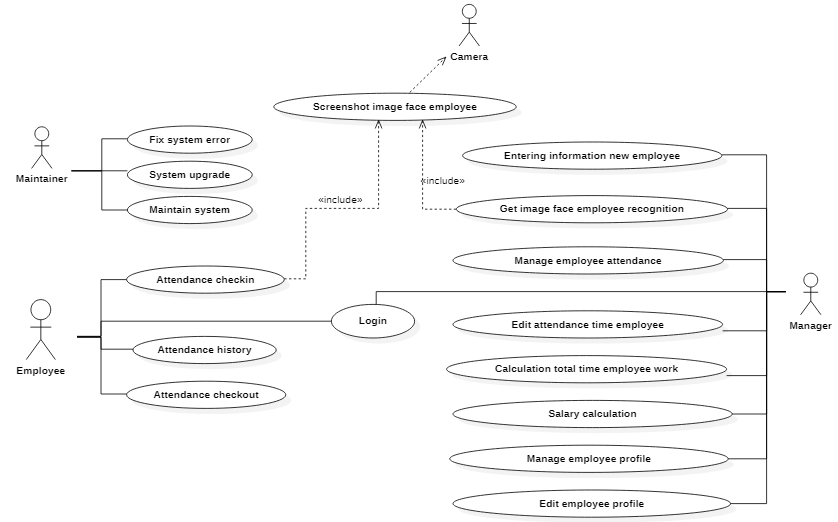 Camera
Screenshot image face employee
Fix system error
Entering information new employee
System upgrade
Maintainer
«include»
«include»
Maintain system
Get image face employee recognition
Manage employee attendance
Attendance checkin
Login
Edit attendance time employee
Manager
Attendance history
Employee
Calculation total time employee work
Attendance checkout
Salary calculation
Manage employee profile
Edit employee profile